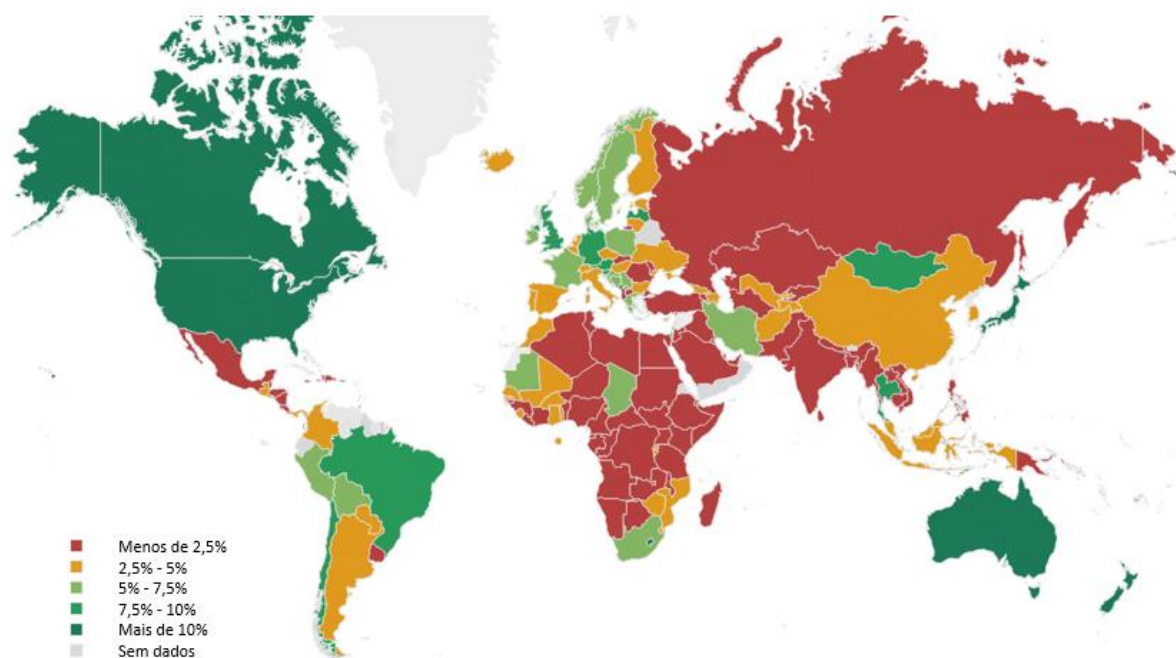 Menos de 2,5%
2,5% - 5%
5% - 7,5%
7,5% - 10%
Mais de 10%
Sem dados